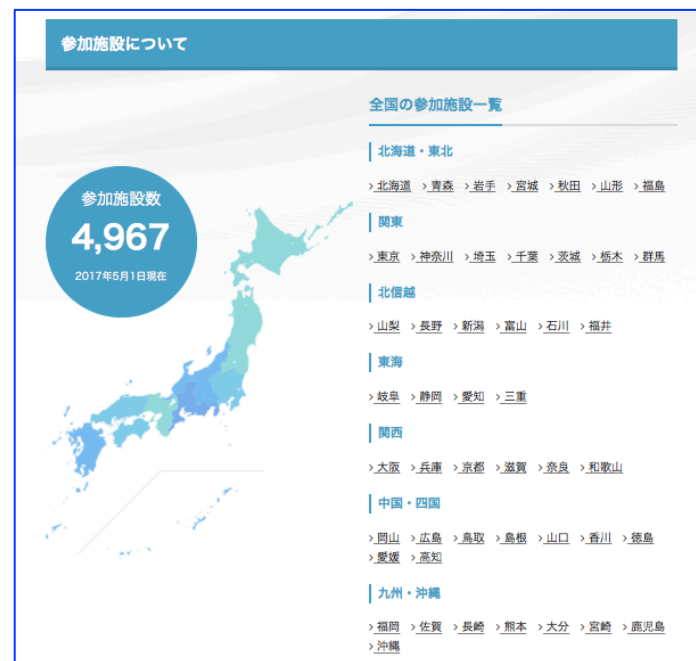 参加施設について
参加施設数
4,967
2017年5月1日現在
全国の参加施設一覧
北海道・東北
› 北海道 › 青森 › 岩手 › 宮城 › 秋田 › 山形 › 福島
関東
› 東京 › 神奈川 › 埼玉 › 千葉 › 茨城 › 栃木 › 群馬
北信越
› 山梨 › 長野 › 新潟 › 富山 › 石川 › 福井
東海
› 岐阜 › 静岡 › 愛知 › 三重
関西
› 大阪 › 兵庫 › 京都 › 滋賀 › 奈良 › 和歌山
中国・四国
› 岡山 › 広島 › 鳥取 › 島根 › 山口 › 香川 › 徳島
› 愛媛 › 高知
九州・沖縄
› 福岡 › 佐賀 › 長崎 › 熊本 › 大分 › 宮崎 › 鹿児島
› 沖縄